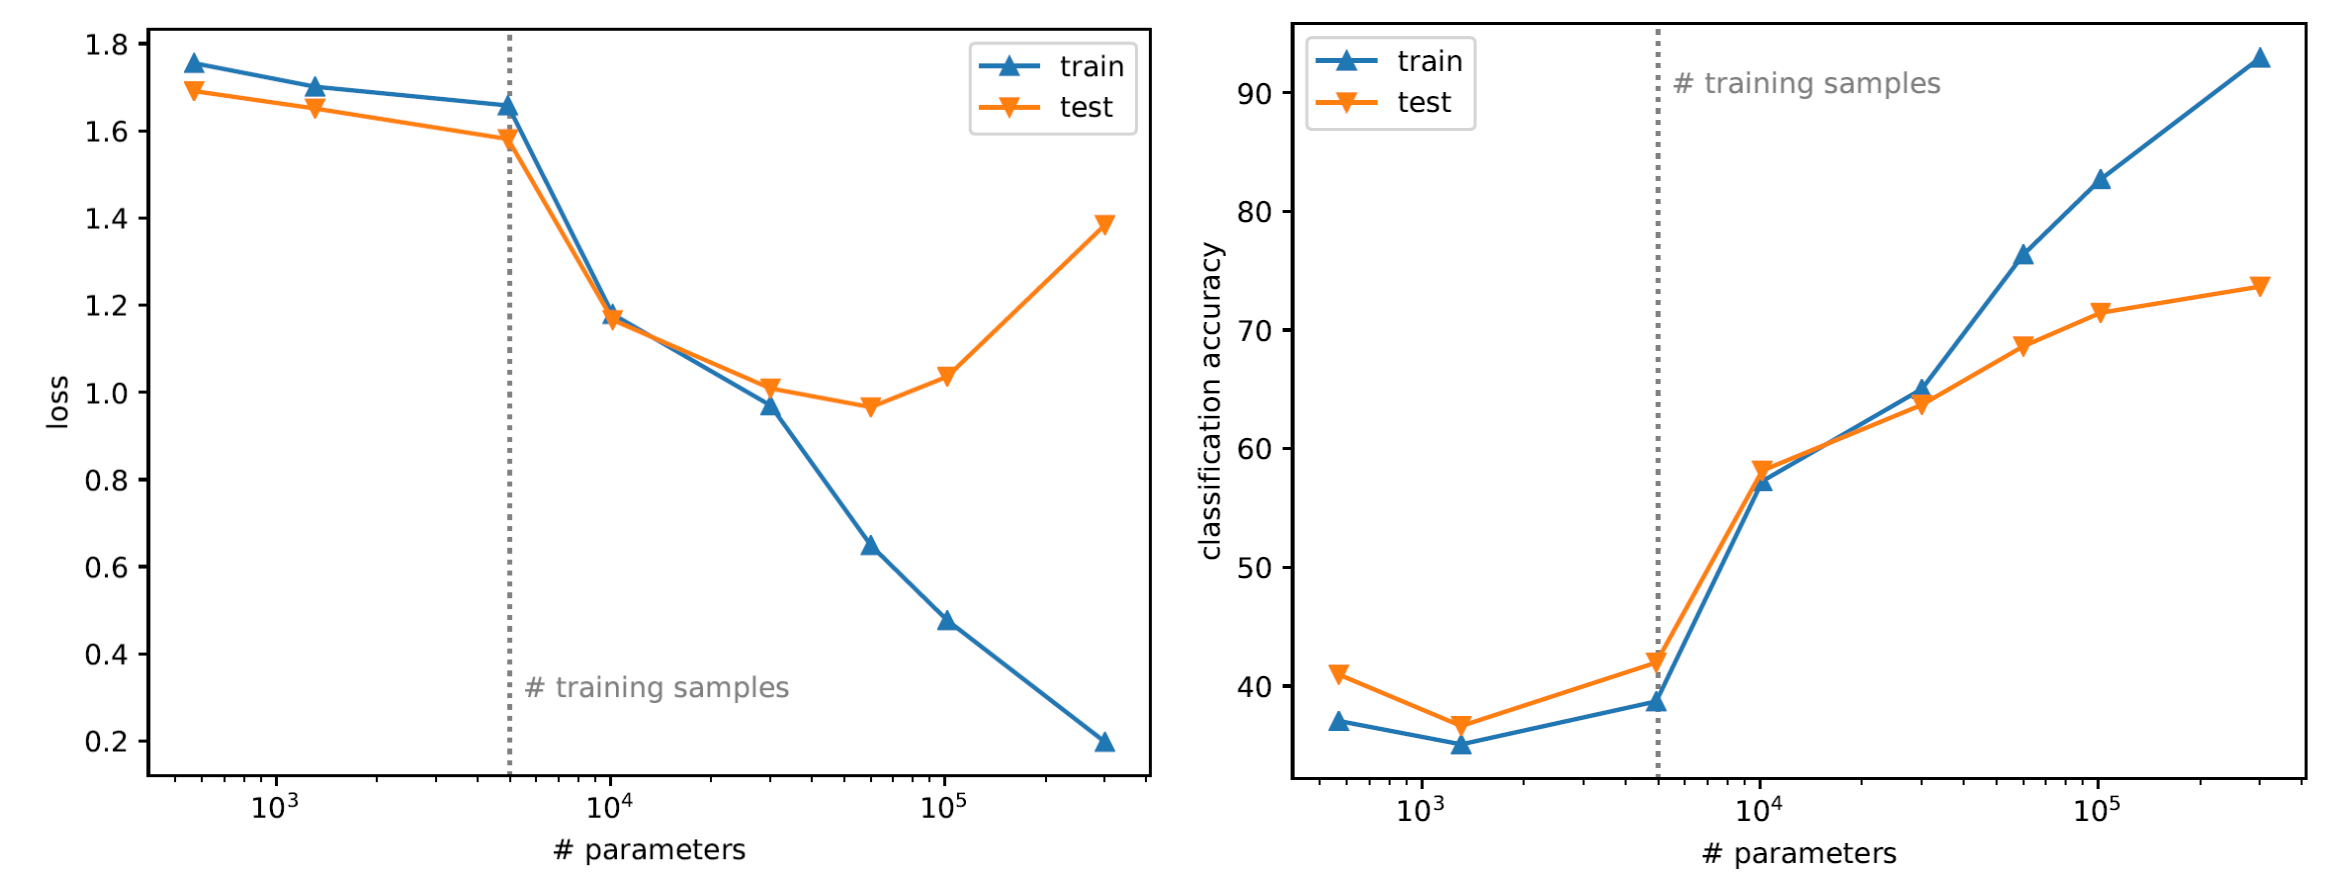 1.8
1.6
1.4
1.2
1.0
0.8
0.6
0.4
0.2
loss
train
test
# training samples
10³
10⁴
10⁵
# parameters
90
80
70
60
50
40
classification accuracy
train
test
# training samples
10³
10⁴
10⁵
# parameters